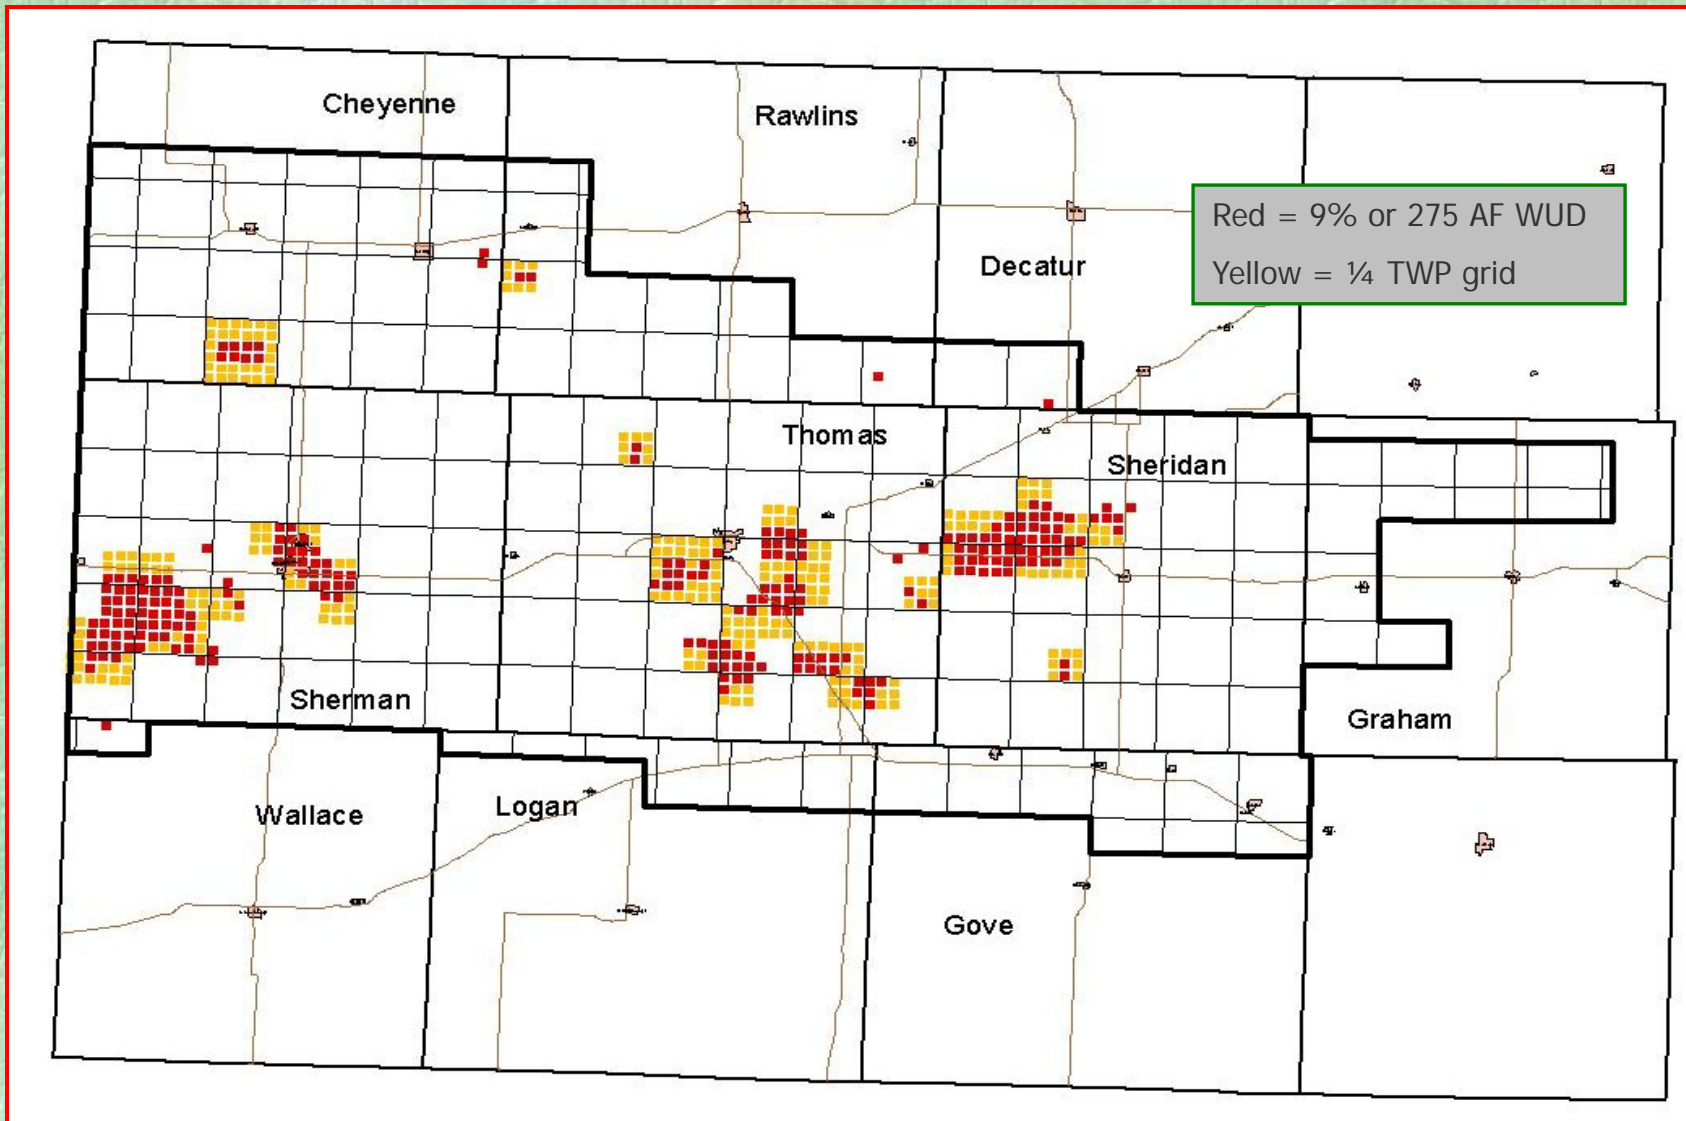 Cheyenne
Rawlins
Red = 9% or 275 AF WUD
Decatur
Yellow = ¼ TWP grid
Thomas
Sheridan
Sherman
Graham
Wallace
Logan
Gove